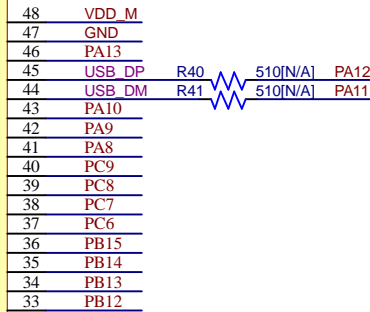 48 VDD_M
47 GND
46 PA13
45 USB_DP R40 510[N/A] PA12
44 USB_DM R41 510[N/A] PA11
43 PA10
42 PA9
41 PA8
40 PC9
39 PC8
38 PC7
37 PC6
36 PB15
35 PB14
34 PB13
33 PB12